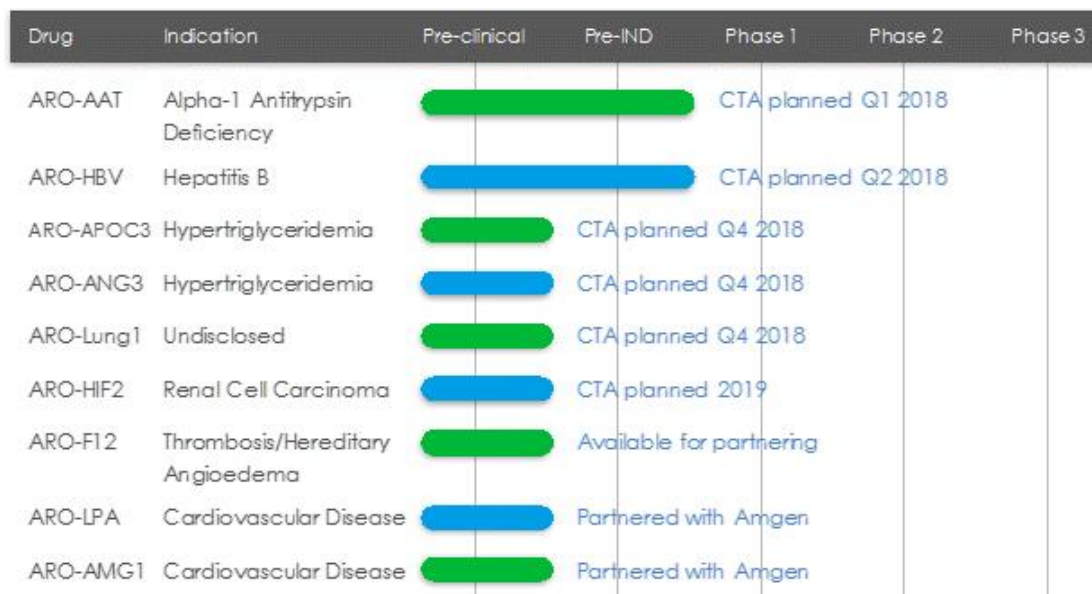 Drug Indication Pre-clinical Pre-IND Phase 1 Phase 2 Phase 3
ARO-AAT Alpha-1 Antitrypsin CTA planned Q1 2018
Deficiency
ARO-HBV Hepatitis B CTA planned Q2 2018
ARO-APOC3 Hypertriglyceridemia CTA planned Q4 2018
ARO-ANG3 Hypertriglyceridemia CTA planned Q4 2018
ARO-Lung1 Undisclosed CTA planned Q4 2018
ARO-HIF2 Renal Cell Carcinoma CTA planned 2019
ARO-F12 Thrombosis/Hereditary Available for partnering
Angioedema
ARO-LPA Cardiovascular Disease Partnered with Amgen
ARO-AMG1 Cardiovascular Disease Partnered with Amgen